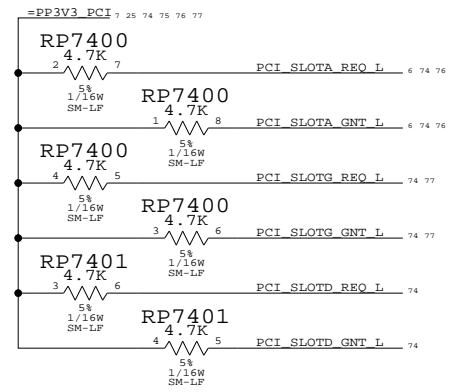 =PP3V3_PCI 7 25 74 75 76 77
RP7400
4.7K
2 7 PCI_SLOTA_REQ_L 6 74 76
5%
1/16W
SM-LF
RP7400
4.7K
1 8 PCI_SLOTA_GNT_L 6 74 76
5%
1/16W
SM-LF
RP7400
4.7K
4 5 PCI_SLOTG_REQ_L 74 77
5%
1/16W
SM-LF
RP7400
4.7K
3 6 PCI_SLOTG_GNT_L 74 77
5%
1/16W
SM-LF
RP7401
4.7K
3 6 PCI_SLOTD_REQ_L 74
5%
1/16W
SM-LF
RP7401
4.7K
4 5 PCI_SLOTD_GNT_L 74
5%
1/16W
SM-LF